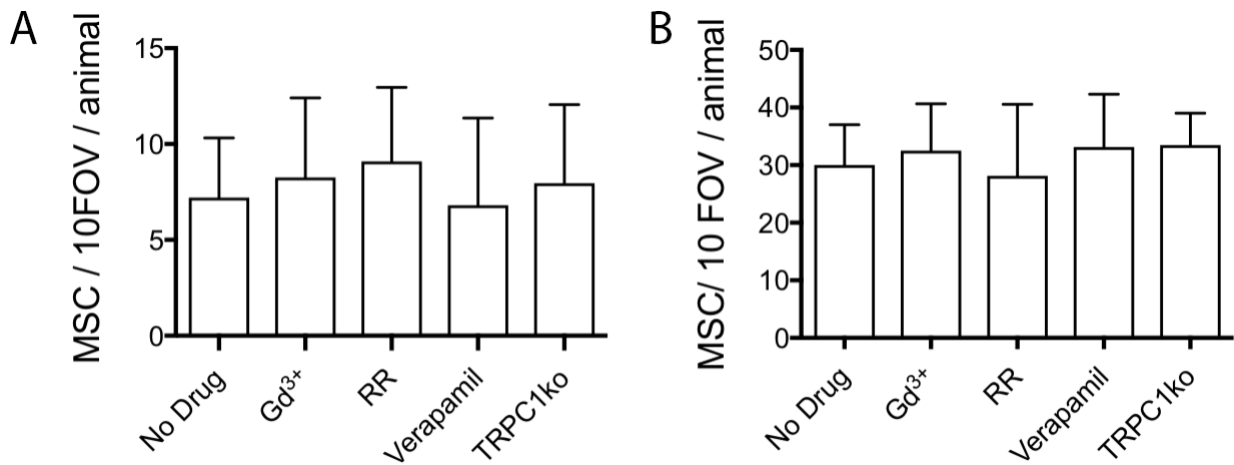 A
MSC / 10FOV / animal
15
10
5
0
No Drug
Gd³⁺
RR
Verapamil
TRPC1ko
B
MSC/ 10 FOV / animal
50
40
30
20
10
0
No Drug
Gd³⁺
RR
Verapamil
TRPC1ko